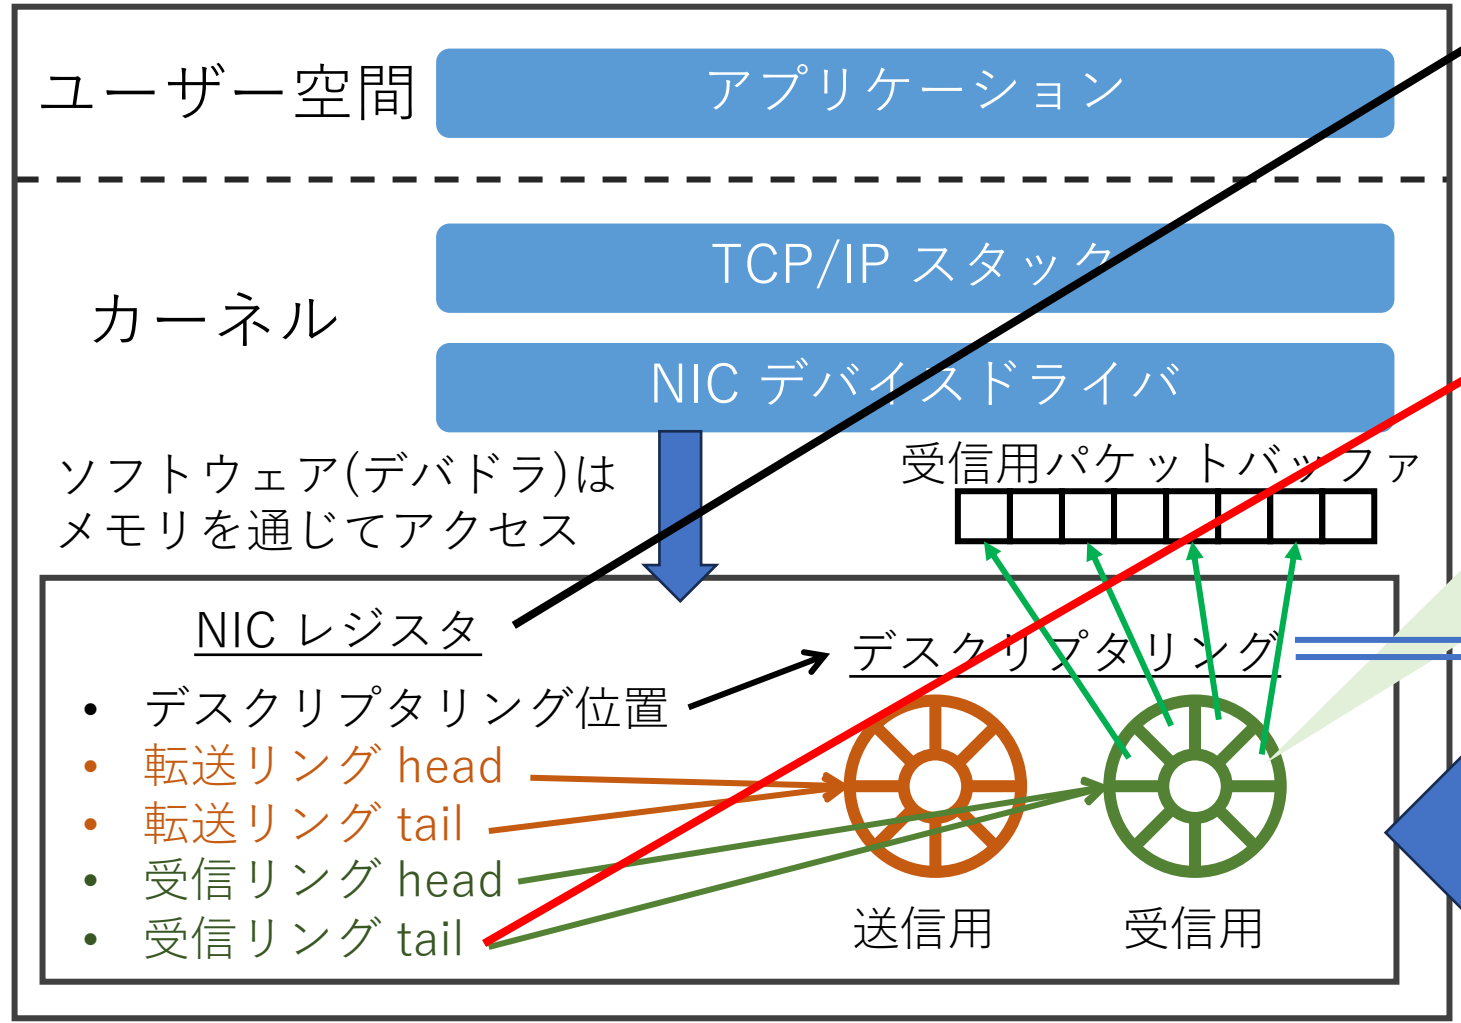 ユーザー空間
アプリケーション
カーネル
TCP/IP スタック
NIC デバイスドライバ
ソフトウェア(デバドラ)は
メモリを通じてアクセス
受信用パケットバッファ
NIC レジスタ
• デスクリプタリング位置
• 転送リング head
• 転送リング tail
• 受信リング head
• 受信リング tail
デスクリプタリング
送信用
受信用